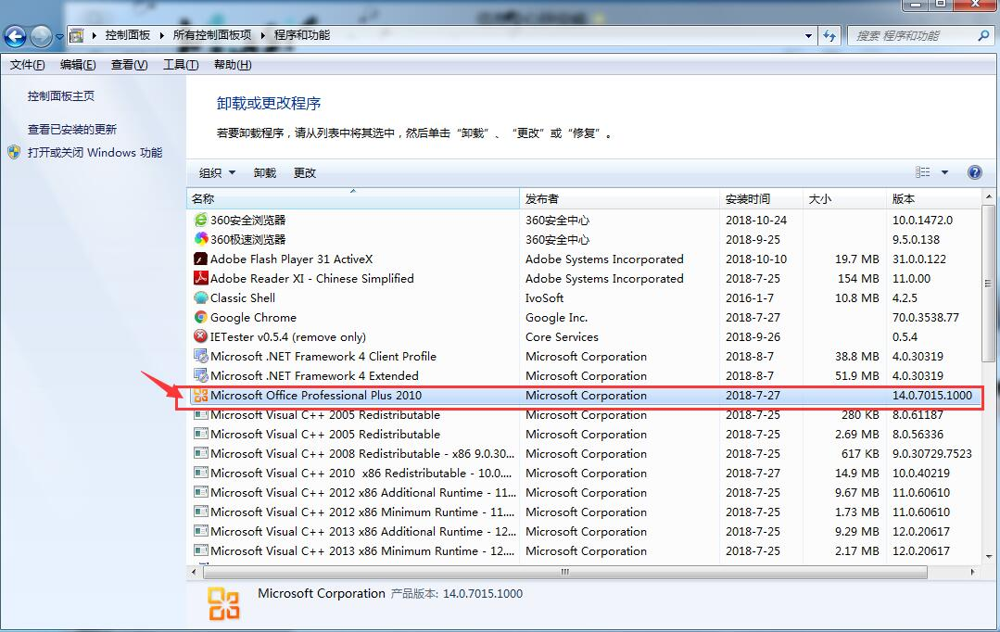 控制面板 ▸ 所有控制面板项 ▸ 程序和功能
搜索 程序和功能
文件(F) 编辑(E) 查看(V) 工具(T) 帮助(H)
控制面板主页
查看已安装的更新
打开或关闭 Windows 功能
卸载或更改程序
若要卸载程序，请从列表中将其选中，然后单击“卸载”、“更改”或“修复”。
组织 卸载 更改
名称 发布者 安装时间 大小 版本
360安全浏览器 360安全中心 2018-10-24 10.0.1472.0
360极速浏览器 360安全中心 2018-9-25 9.5.0.138
Adobe Flash Player 31 ActiveX Adobe Systems Incorporated 2018-10-10 19.7 MB 31.0.0.122
Adobe Reader XI - Chinese Simplified Adobe Systems Incorporated 2018-7-25 154 MB 11.0.00
Classic Shell IvoSoft 2016-1-7 10.8 MB 4.2.5
Google Chrome Google Inc. 2018-7-27 70.0.3538.77
IETester v0.5.4 (remove only) Core Services 2018-9-26 0.5.4
Microsoft .NET Framework 4 Client Profile Microsoft Corporation 2018-8-7 38.8 MB 4.0.30319
Microsoft .NET Framework 4 Extended Microsoft Corporation 2018-8-7 51.9 MB 4.0.30319
Microsoft Office Professional Plus 2010 Microsoft Corporation 2018-7-27 14.0.7015.1000
Microsoft Visual C++ 2005 Redistributable Microsoft Corporation 2018-7-25 280 KB 8.0.61187
Microsoft Visual C++ 2005 Redistributable Microsoft Corporation 2018-7-25 2.69 MB 8.0.56336
Microsoft Visual C++ 2008 Redistributable - x86 9.0.30... Microsoft Corporation 2018-7-25 617 KB 9.0.30729.7523
Microsoft Visual C++ 2010  x86 Redistributable - 10.0.... Microsoft Corporation 2018-7-27 14.9 MB 10.0.40219
Microsoft Visual C++ 2012 x86 Additional Runtime - 11.... Microsoft Corporation 2018-7-25 9.67 MB 11.0.60610
Microsoft Visual C++ 2012 x86 Minimum Runtime - 11.... Microsoft Corporation 2018-7-25 1.73 MB 11.0.60610
Microsoft Visual C++ 2013 x86 Additional Runtime - 12.... Microsoft Corporation 2018-7-25 9.29 MB 12.0.20617
Microsoft Visual C++ 2013 x86 Minimum Runtime - 12.... Microsoft Corporation 2018-7-25 2.17 MB 12.0.20617
Microsoft Corporation 产品版本: 14.0.7015.1000